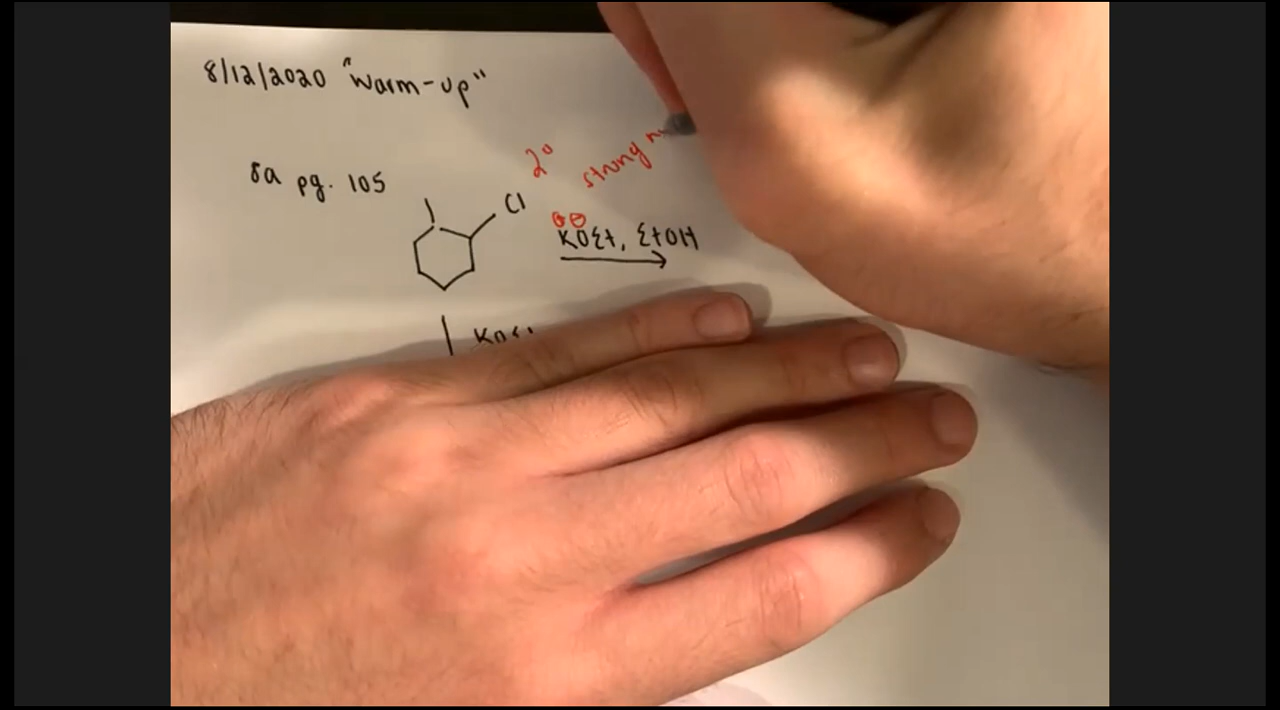 8/12/2020 "Warm-up"
8a pg. 105
2° strong
Cl
⊕⊖
KOEt, EtOH